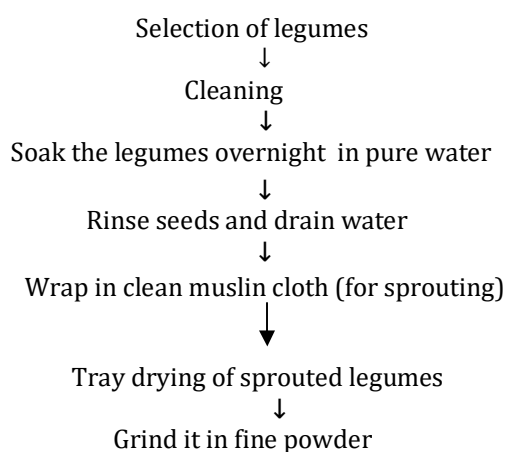 Selection of legumes
↓
Cleaning
↓
Soak the legumes overnight in pure water
↓
Rinse seeds and drain water
↓
Wrap in clean muslin cloth (for sprouting)
Tray drying of sprouted legumes
↓
Grind it in fine powder